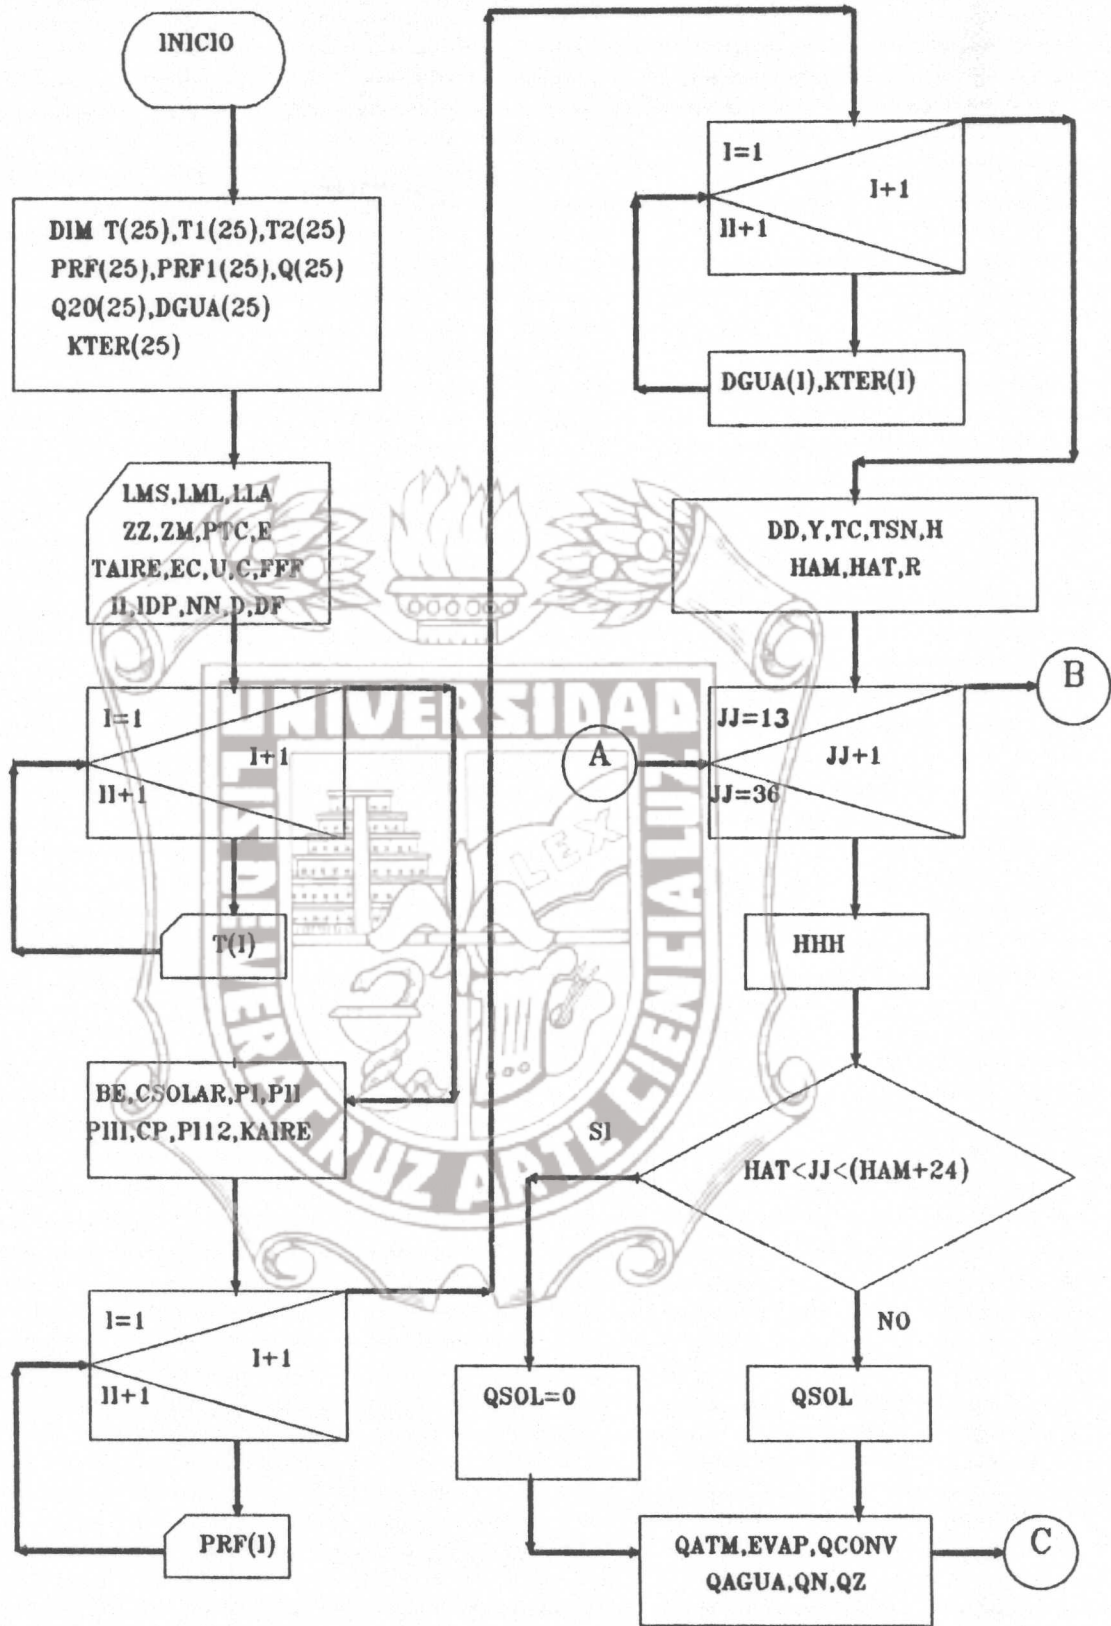 INICIO
DIM T(25),T1(25),T2(25)
PRF(25),PRF1(25),Q(25)
Q20(25),DGUA(25)
KTER(25)
LMS,LML,LLA
ZZ,ZM,PTC,E
TAIRE,EC,U,C,FFF
II,IDP,NN,D,DF
I=1
I+1
II+1
T(I)
BE,CSOLAR,PI,PII
PIII,CP,PI12,KAIRE
I=1
I+1
II+1
PRF(I)
I=1
I+1
II+1
DGUA(I),KTER(I)
DD,Y,TC,TSN,H
HAM,HAT,R
B
JJ=13
A
JJ+1
JJ=36
HHH
SI
HAT<JJ<(HAM+24)
NO
QSOL=0
QSOL
QATM,EVAP,QCONV
QAGUA,QN,QZ
C
UNIVERSIDAD
VERACRUZ
ARTE CIENCIA LUZ
LEX